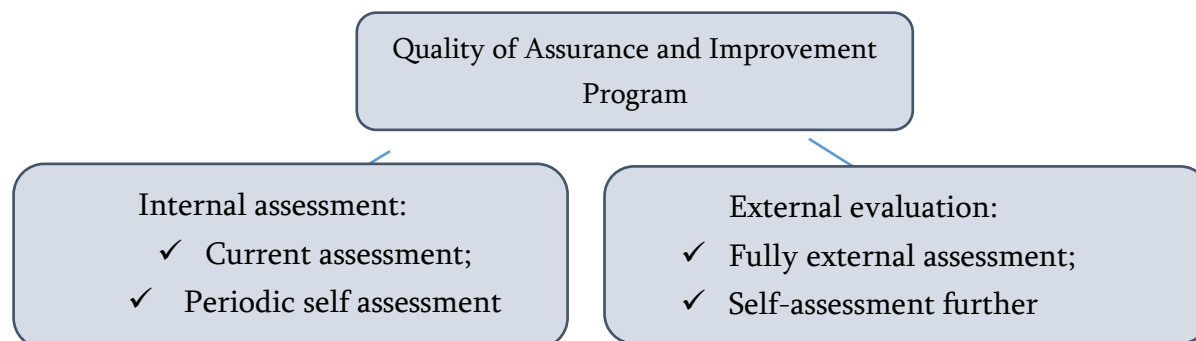 Quality of Assurance and Improvement
Program
Internal assessment:
✓ Current assessment;
✓ Periodic self assessment
External evaluation:
✓ Fully external assessment;
✓ Self-assessment further